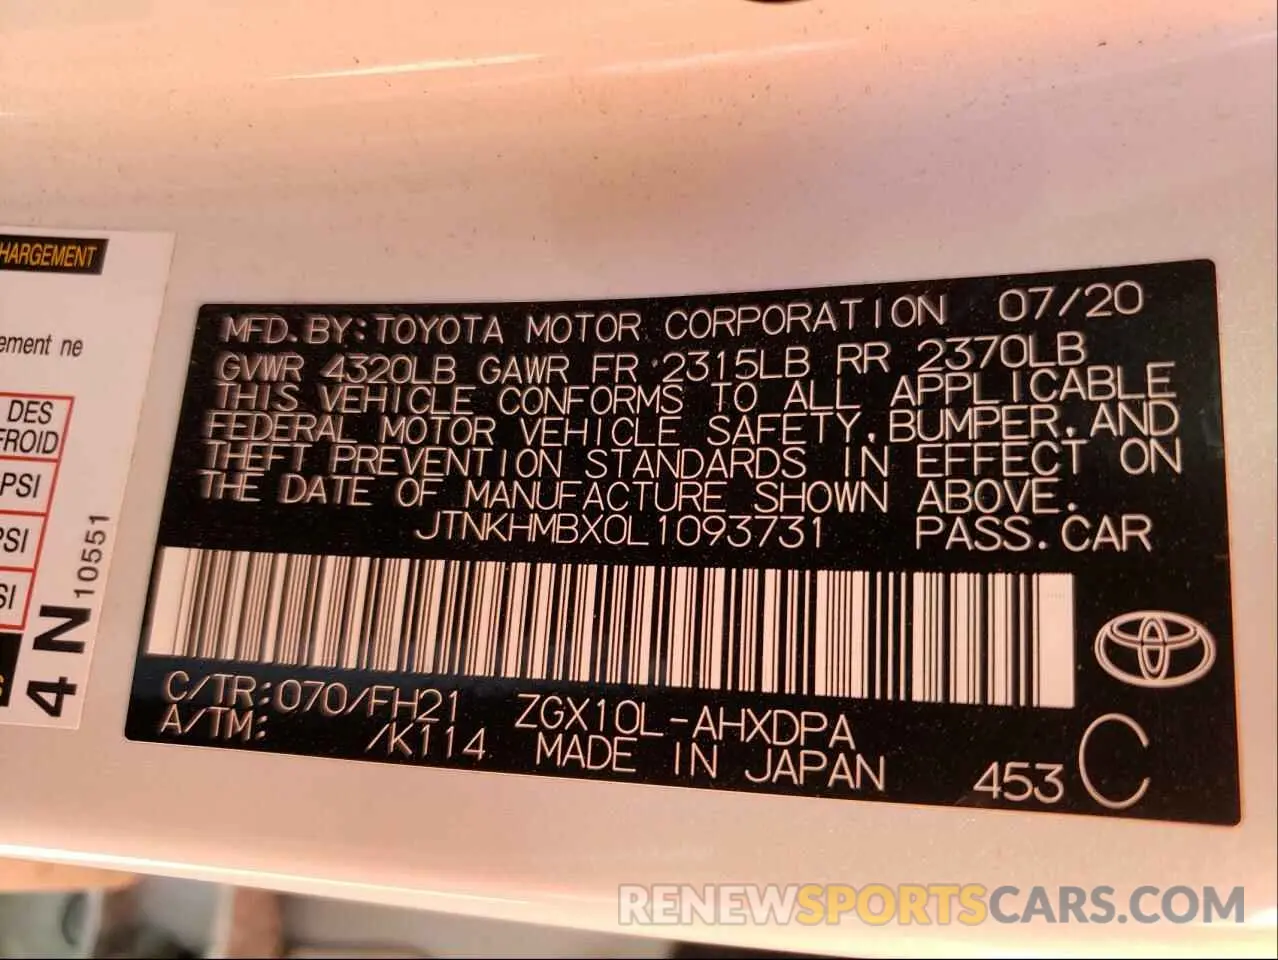 HARGEMENT
ement ne
DES
FROID
PSI
PSI
SI
4N 10551
MFD.BY:TOYOTA MOTOR CORPORATION 07/20
GVWR 4320LB GAWR FR 2315LB RR 2370LB
THIS VEHICLE CONFORMS TO ALL APPLICABLE
FEDERAL MOTOR VEHICLE SAFETY,BUMPER,AND
THEFT PREVENTION STANDARDS IN EFFECT ON
THE DATE OF MANUFACTURE SHOWN ABOVE.
JTNKHMBX0L1093731 PASS.CAR
C/TR:070/FH21 ZGX10L-AHXDPA
A/TM: /K114 MADE IN JAPAN 453 C
RENEWSPORTSCARS.COM